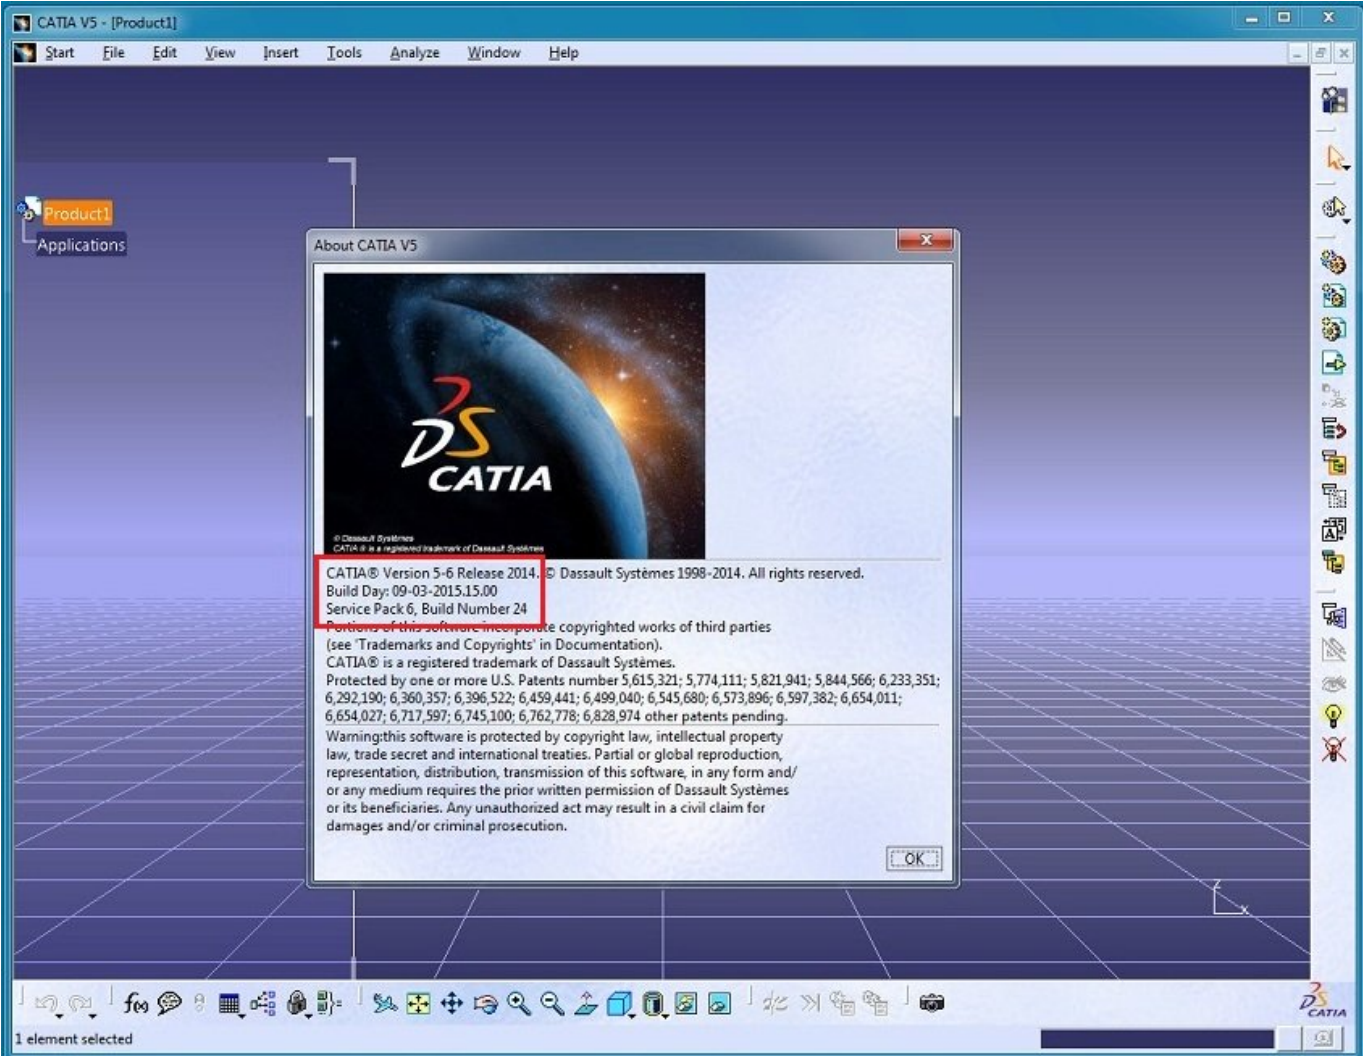 CATIA V5 - [Product1]
Start File Edit View Insert Tools Analyze Window Help
Product1
Applications
About CATIA V5
DS
CATIA
© Dassault Systèmes
CATIA ® is a registered trademark of Dassault Systèmes
CATIA® Version 5-6 Release 2014. © Dassault Systèmes 1998-2014. All rights reserved.
Build Day: 09-03-2015.15.00
Service Pack 6, Build Number 24
Portions of this software incorporate copyrighted works of third parties
(see 'Trademarks and Copyrights' in Documentation).
CATIA® is a registered trademark of Dassault Systèmes.
Protected by one or more U.S. Patents number 5,615,321; 5,774,111; 5,821,941; 5,844,566; 6,233,351;
6,292,190; 6,360,357; 6,396,522; 6,459,441; 6,499,040; 6,545,680; 6,573,896; 6,597,382; 6,654,011;
6,654,027; 6,717,597; 6,745,100; 6,762,778; 6,828,974 other patents pending.
Warning:this software is protected by copyright law, intellectual property
law, trade secret and international treaties. Partial or global reproduction,
representation, distribution, transmission of this software, in any form and/
or any medium requires the prior written permission of Dassault Systèmes
or its beneficiaries. Any unauthorized act may result in a civil claim for
damages and/or criminal prosecution.
OK
z
x
f(x)
DS
CATIA
1 element selected